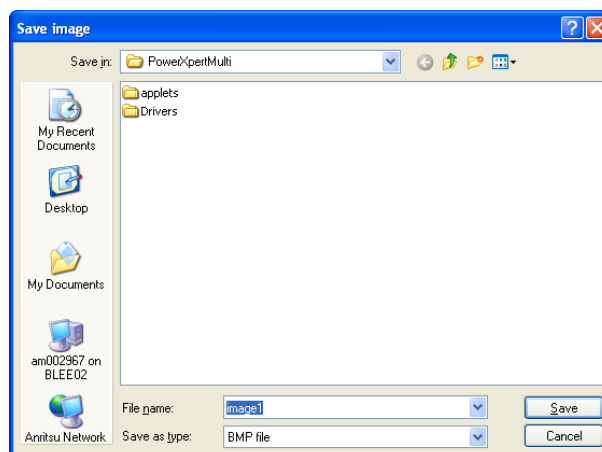 Save image
Save in:
PowerXpertMulti
applets
Drivers
My Recent
Documents
Desktop
My Documents
am002967 on
BLEE02
Anritsu Network
File name:
image1
Save
Save as type:
BMP file
Cancel